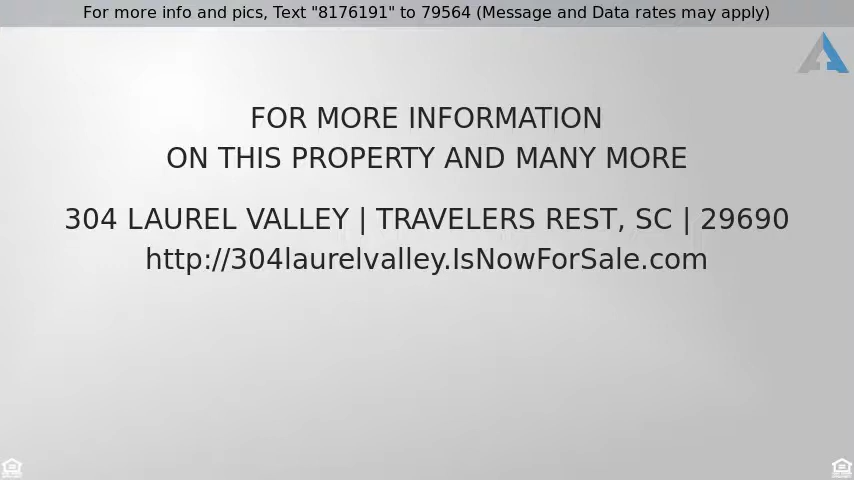 For more info and pics, Text "8176191" to 79564 (Message and Data rates may apply)
FOR MORE INFORMATION
ON THIS PROPERTY AND MANY MORE
304 LAUREL VALLEY | TRAVELERS REST, SC | 29690
http://304laurelvalley.IsNowForSale.com